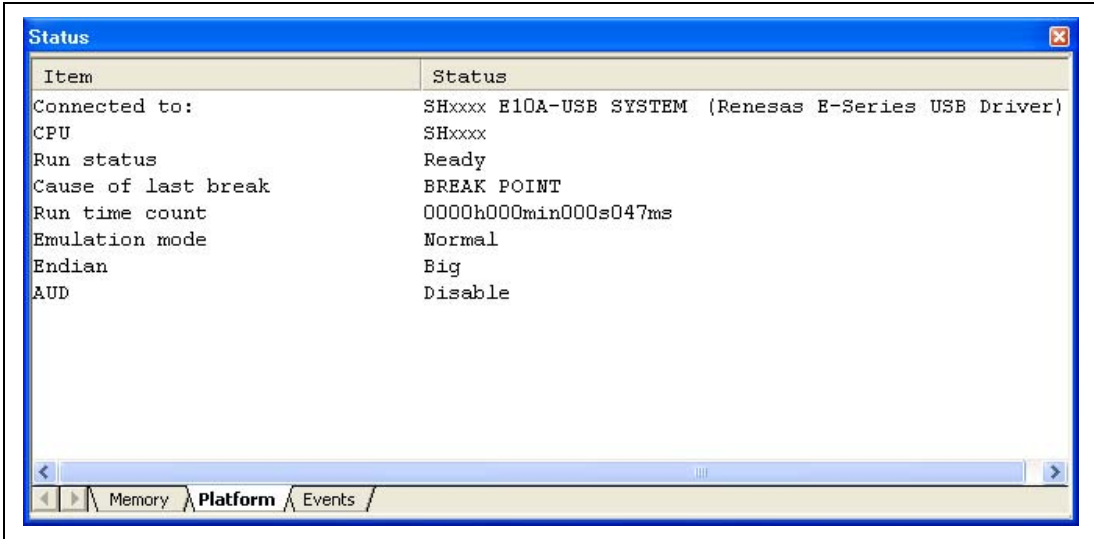 Status
Item Status
Connected to: SHxxxx E10A-USB SYSTEM (Renesas E-Series USB Driver)
CPU SHxxxx
Run status Ready
Cause of last break BREAK POINT
Run time count 0000h000min000s047ms
Emulation mode Normal
Endian Big
AUD Disable
Memory Platform Events